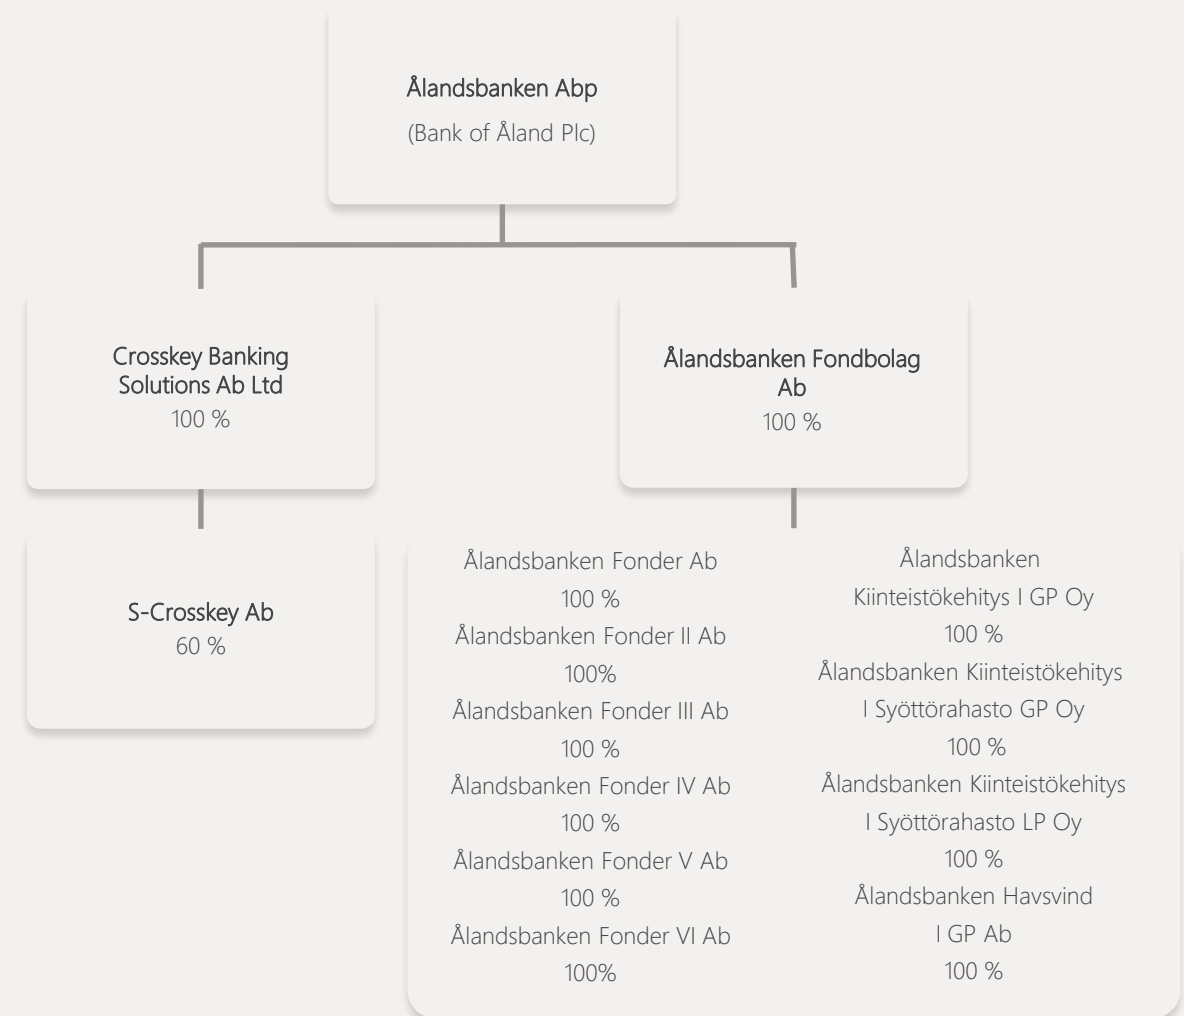 Ålandsbanken Abp
(Bank of Åland Plc)
Crosskey Banking
Solutions Ab Ltd
100 %
Ålandsbanken Fondbolag
Ab
100 %
S-Crosskey Ab
60 %
Ålandsbanken Fonder Ab
100 %
Ålandsbanken Fonder II Ab
100%
Ålandsbanken Fonder III Ab
100 %
Ålandsbanken Fonder IV Ab
100 %
Ålandsbanken Fonder V Ab
100 %
Ålandsbanken Fonder VI Ab
100%
Ålandsbanken
Kiinteistökehitys I GP Oy
100 %
Ålandsbanken Kiinteistökehitys
I Syöttörahasto GP Oy
100 %
Ålandsbanken Kiinteistökehitys
I Syöttörahasto LP Oy
100 %
Ålandsbanken Havsvind
I GP Ab
100 %